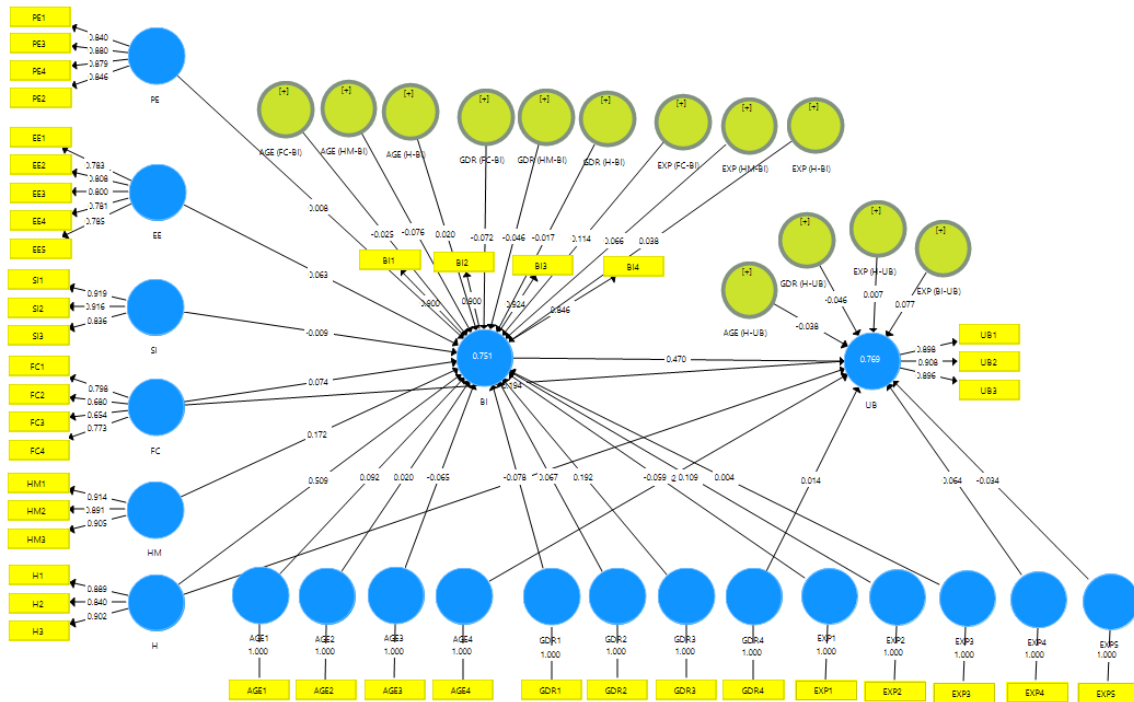 PE1
PE3
PE4
PE2
0.840
0.880
0.879
0.846
PE
EE1
EE2
EE3
EE4
EE5
0.783
0.808
0.800
0.781
0.785
EE
SI1
SI2
SI3
0.919
0.916
0.836
SI
FC1
FC2
FC3
FC4
0.798
0.680
0.654
0.773
FC
HM1
HM2
HM3
0.914
0.891
0.905
HM
H1
H2
H3
0.889
0.840
0.902
H
[+]
AGE (FC-BI)
[+]
AGE (HM-BI)
[+]
AGE (H-BI)
[+]
GDR (FC-BI)
[+]
GDR (HM-BI)
[+]
GDR (H-BI)
[+]
EXP (FC-BI)
[+]
EXP (HM-BI)
[+]
EXP (H-BI)
0.008
-0.025
-0.076
0.020
-0.072
-0.046
-0.017
0.114
0.066
0.038
BI1
BI2
BI3
BI4
0.900
0.900
0.924
0.846
0.063
-0.009
0.074
0.172
0.509
0.751
BI
0.470
0.194
[+]
AGE (H-UB)
[+]
GDR (H-UB)
[+]
EXP (H-UB)
[+]
EXP (BI-UB)
-0.038
-0.046
0.007
0.077
0.769
UB
0.898
0.908
0.896
UB1
UB2
UB3
0.092
0.020
-0.065
-0.078
0.067
0.192
-0.059
0.109
0.004
0.014
0.064
-0.034
AGE1
AGE2
AGE3
AGE4
GDR1
GDR2
GDR3
GDR4
EXP1
EXP2
EXP3
EXP4
EXP5
1.000
1.000
1.000
1.000
1.000
1.000
1.000
1.000
1.000
1.000
1.000
1.000
1.000
AGE1
AGE2
AGE3
AGE4
GDR1
GDR2
GDR3
GDR4
EXP1
EXP2
EXP3
EXP4
EXP5